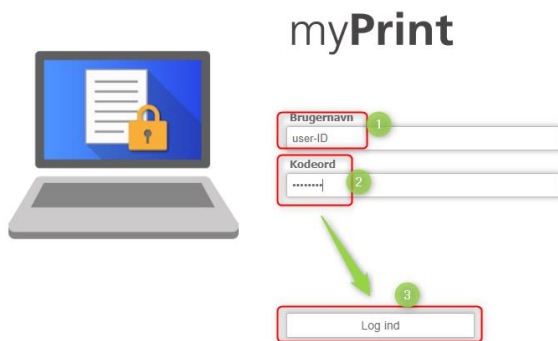 myPrint
Brugernavn
1
user-ID
Kodeord
2
••••••••
3
Log ind